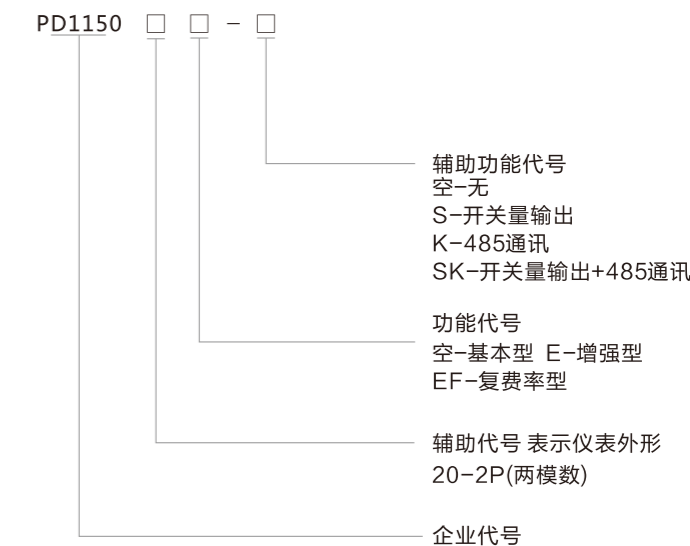 PD1150 □ □ - □
辅助功能代号
空-无
S-开关量输出
K-485通讯
SK-开关量输出+485通讯
功能代号
空-基本型 E-增强型
EF-复费率型
辅助代号 表示仪表外形
20-2P(两模数)
企业代号